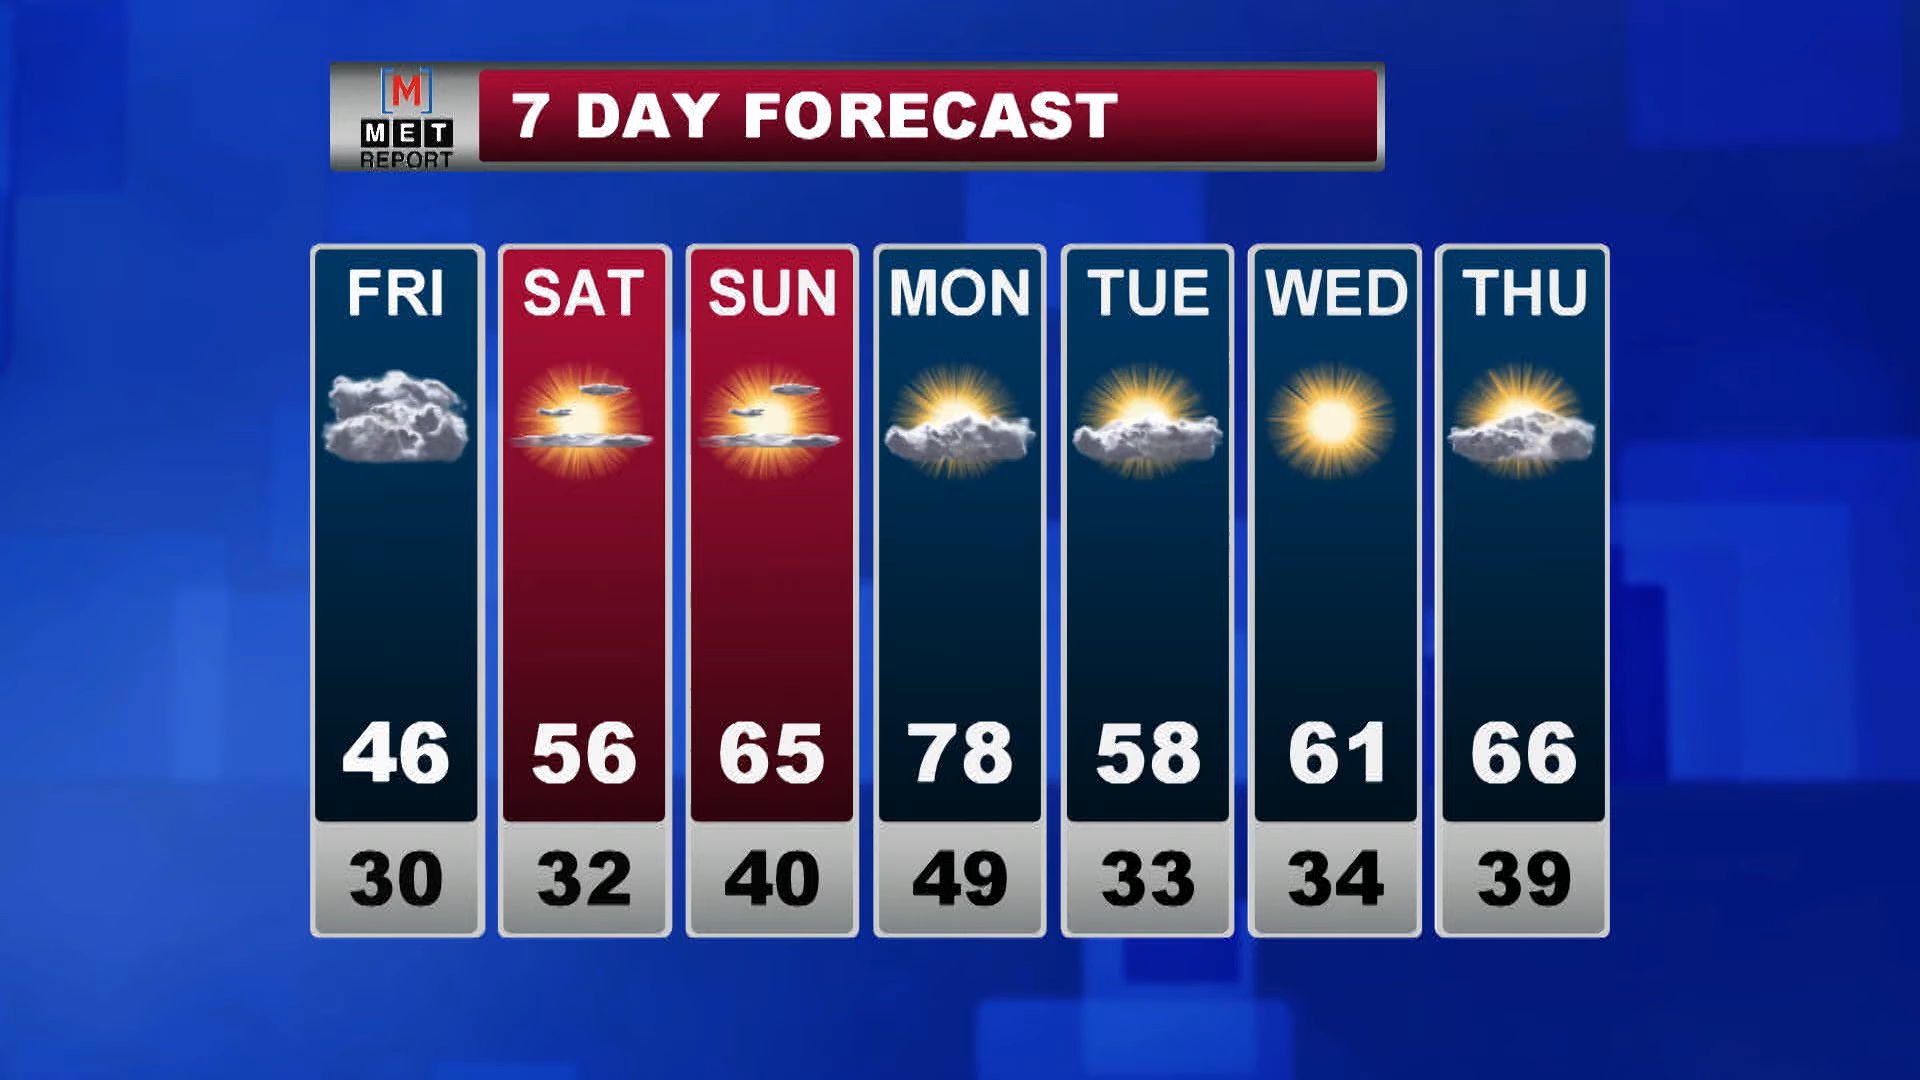 [M]
MET
REPORT
7 DAY FORECAST
FRI SAT SUN MON TUE WED THU
46 56 65 78 58 61 66
30 32 40 49 33 34 39